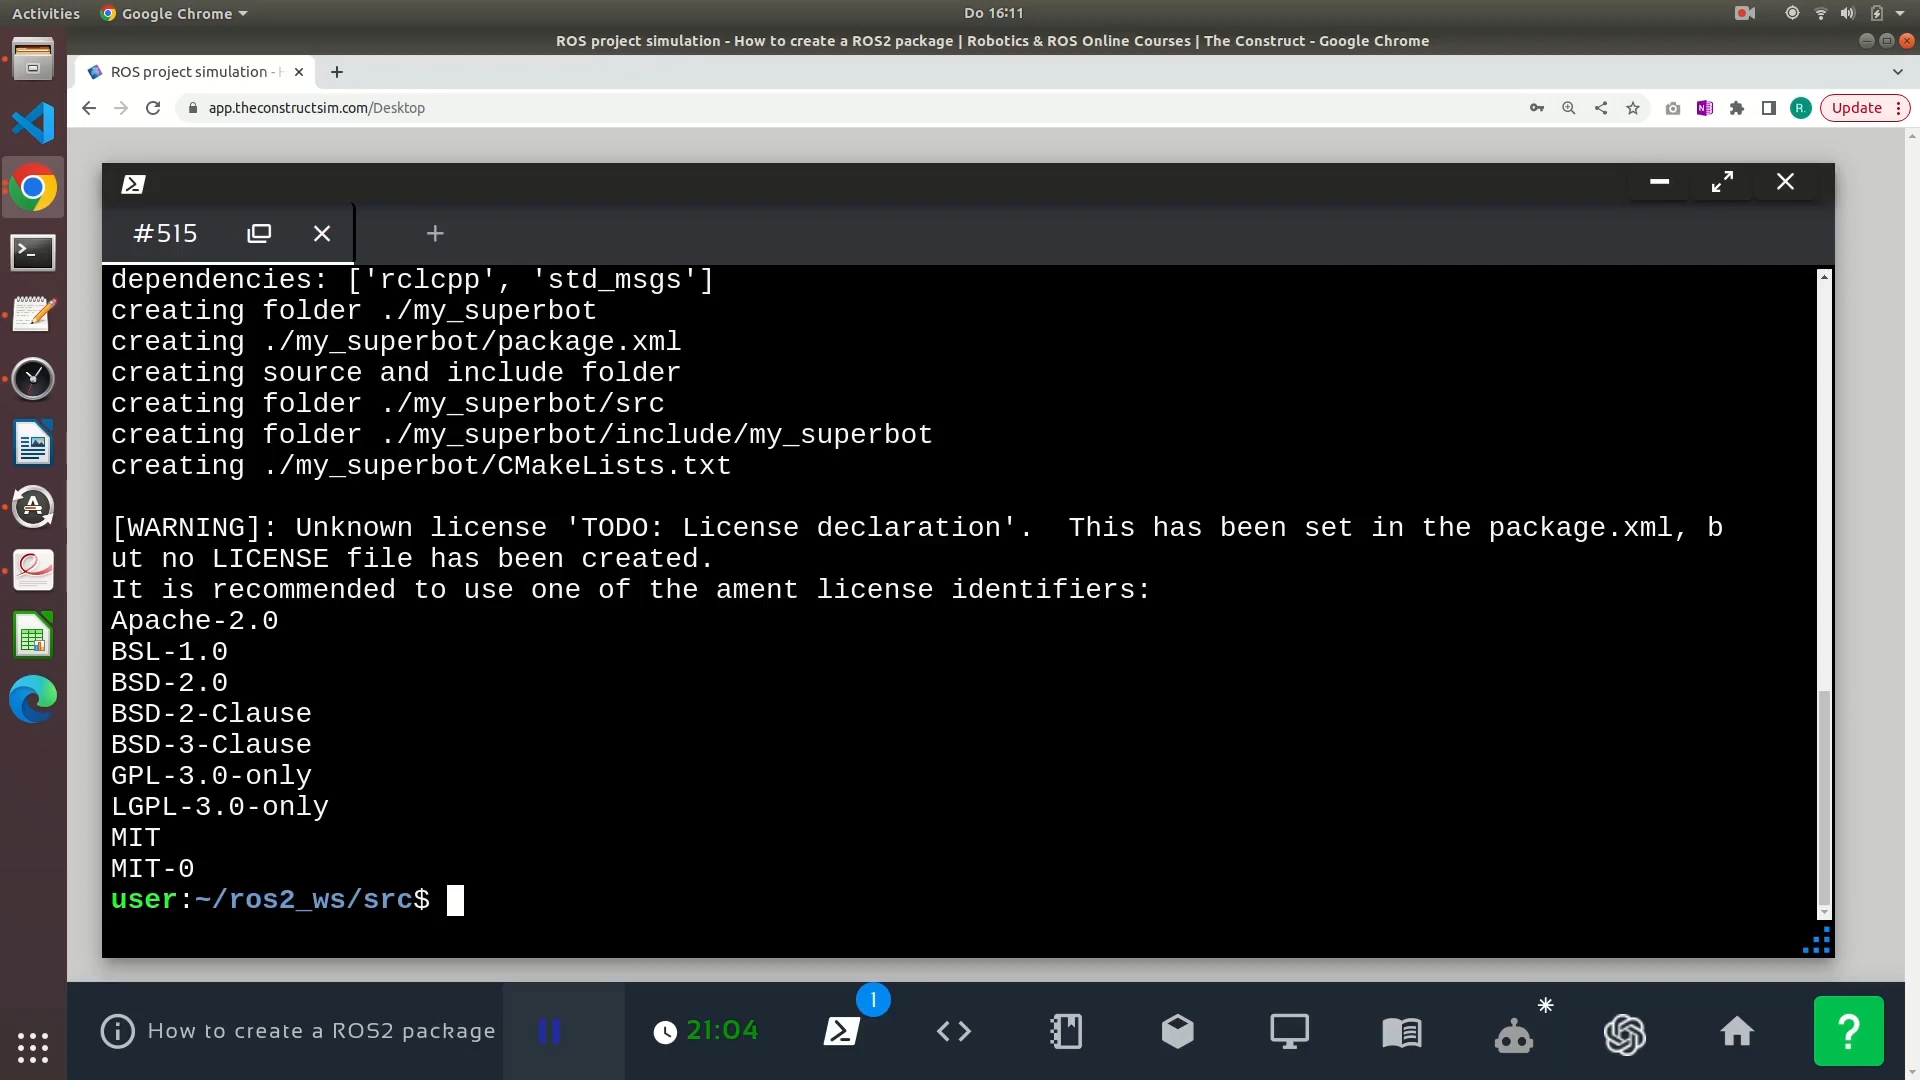 Activities
Google Chrome
Do 16:11
ROS project simulation - How to create a ROS2 package | Robotics & ROS Online Courses | The Construct - Google Chrome
ROS project simulation -
app.theconstructsim.com/Desktop
R.
Update
#515
dependencies: ['rclcpp', 'std_msgs']
creating folder ./my_superbot
creating ./my_superbot/package.xml
creating source and include folder
creating folder ./my_superbot/src
creating folder ./my_superbot/include/my_superbot
creating ./my_superbot/CMakeLists.txt
[WARNING]: Unknown license 'TODO: License declaration'.  This has been set in the package.xml, b
ut no LICENSE file has been created.
It is recommended to use one of the ament license identifiers:
Apache-2.0
BSL-1.0
BSD-2.0
BSD-2-Clause
BSD-3-Clause
GPL-3.0-only
LGPL-3.0-only
MIT
MIT-0
user:~/ros2_ws/src$
How to create a ROS2 package
21:04
1
?